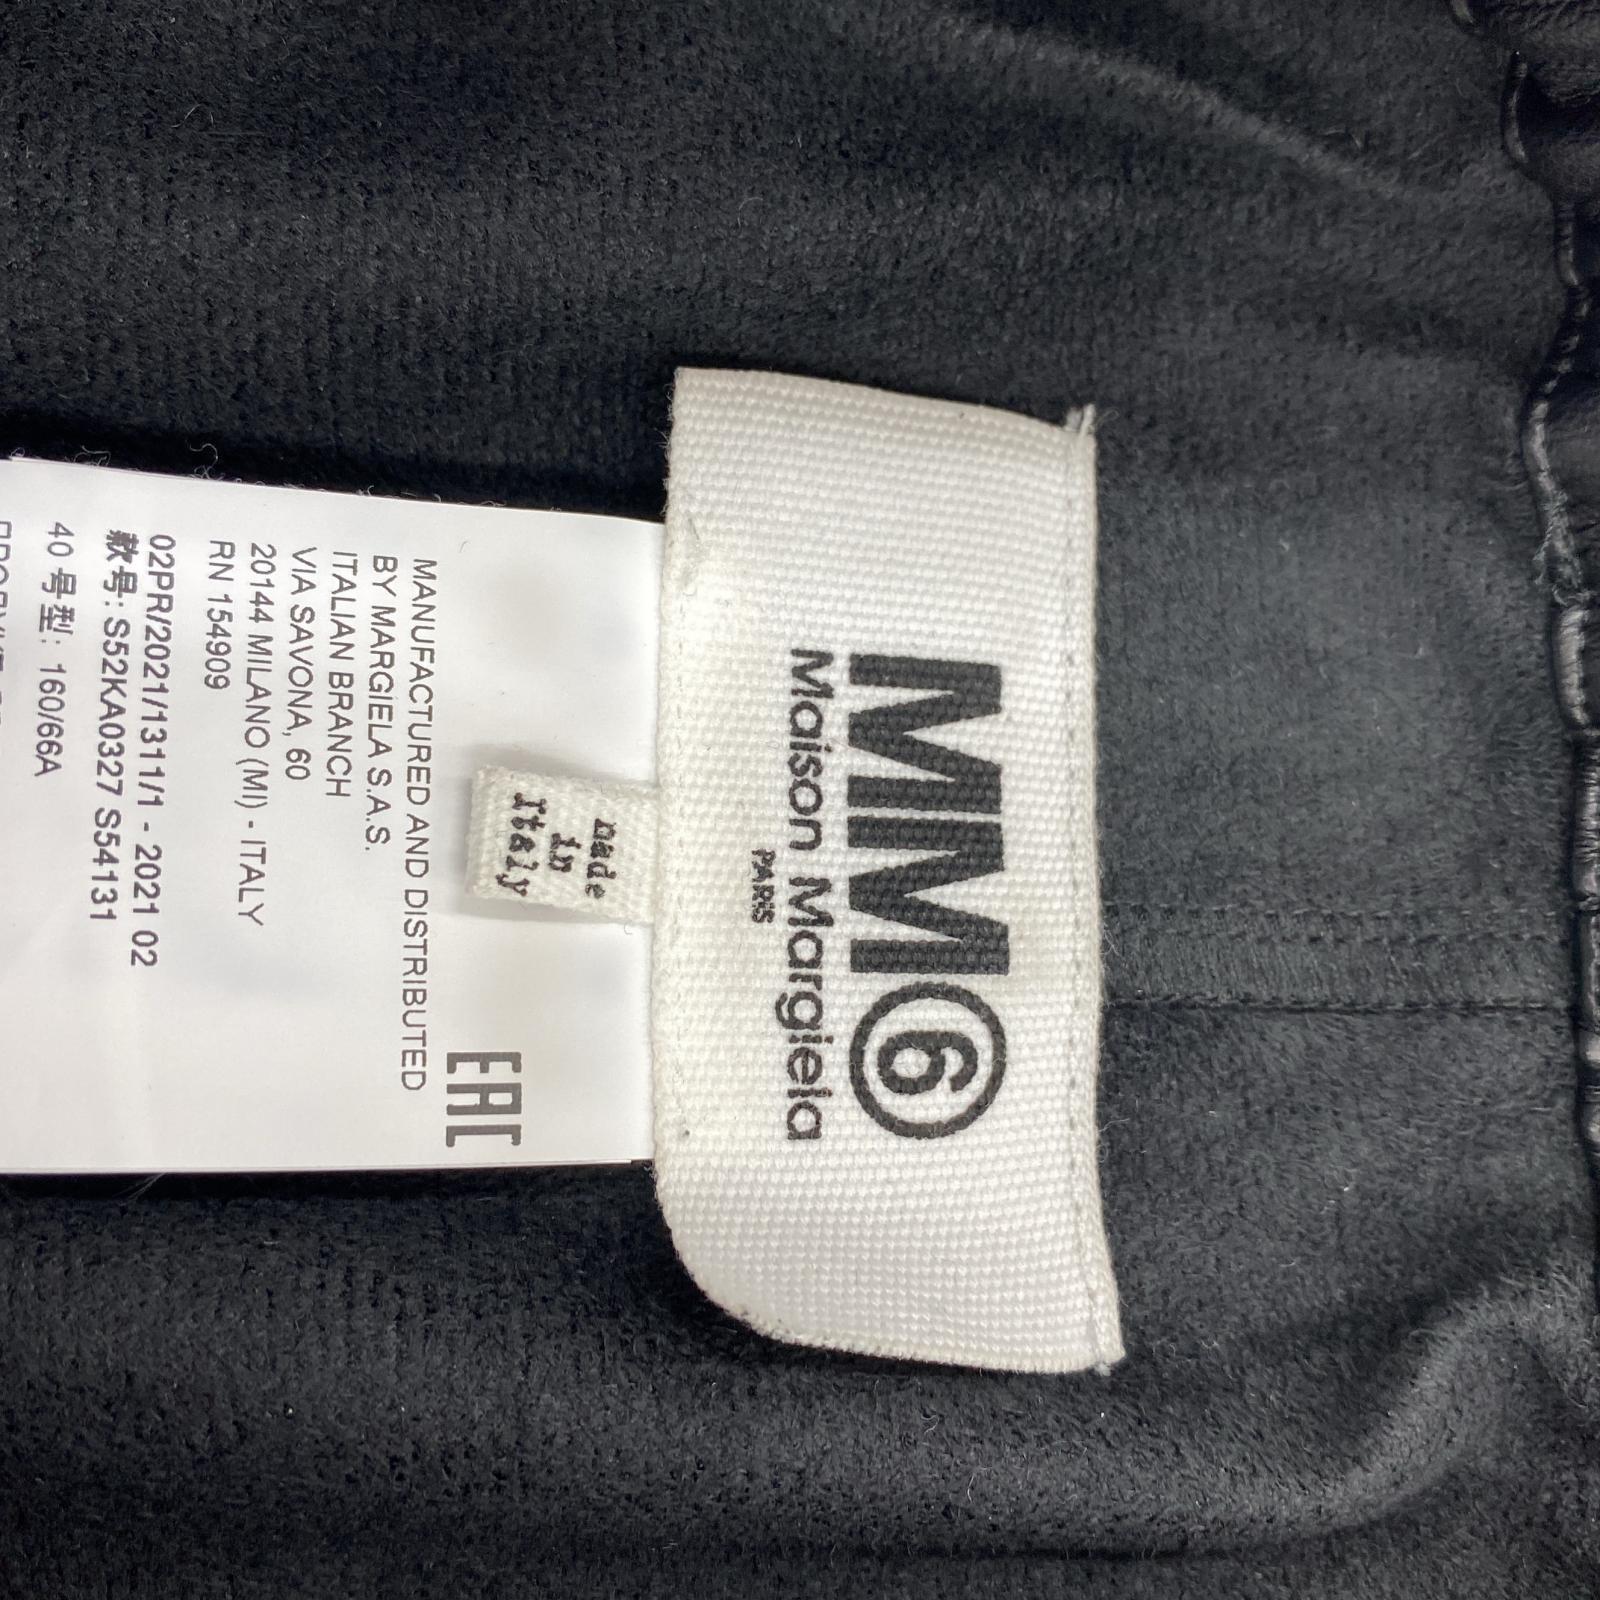 MM6
Maison Margiela
PARIS
made
in
Italy
EAC
MANUFACTURED AND DISTRIBUTED
BY MARGIELA S.A.S.
ITALIAN BRANCH
VIA SAVONA, 60
20144 MILANO (MI) - ITALY
RN 154909
02PR/2021/1311/1 - 2021 02
款号: S52KA0327 S54131
40 号型: 160/66A